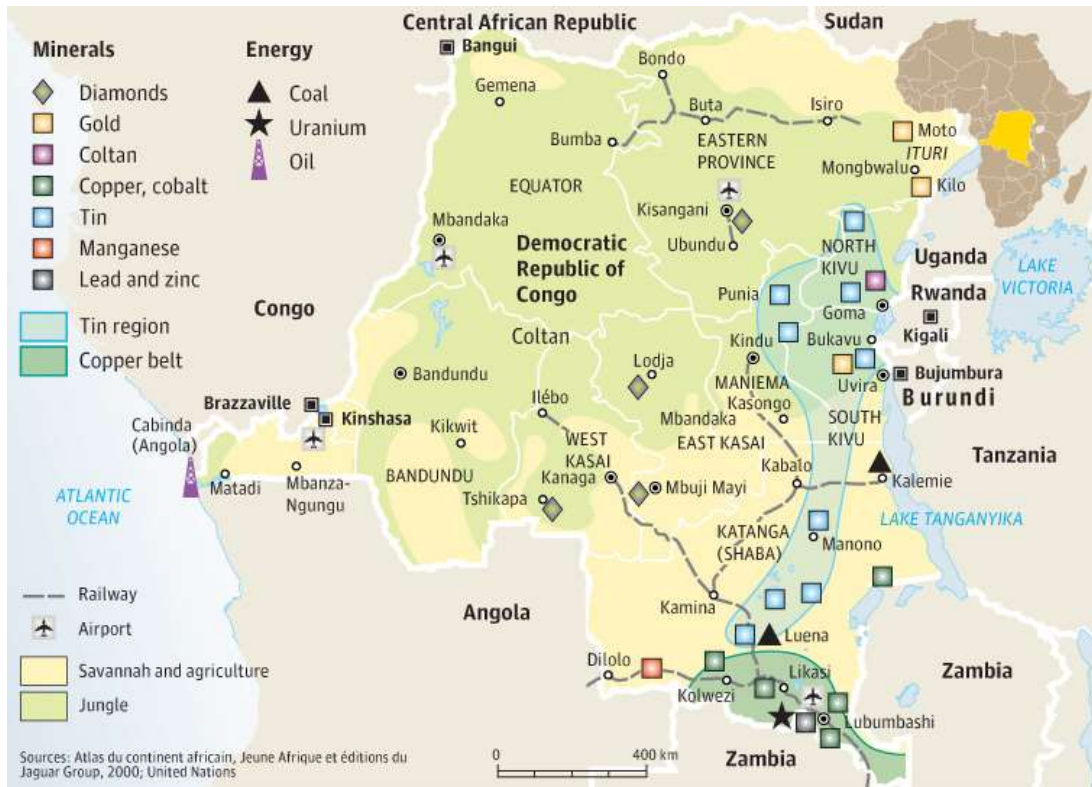 Minerals
Diamonds
Gold
Coltan
Copper, cobalt
Tin
Manganese
Lead and zinc
Tin region
Copper belt
Energy
Coal
Uranium
Oil
Central African Republic
Sudan
Bangui
Gemena
Bondo
Buta
Isiro
Bumba
EASTERN
PROVINCE
Moto
ITURI
Mongbwalu
Kilo
EQUATOR
Kisangani
Ubundu
Mbandaka
Democratic
Republic of
Congo
NORTH
KIVU
Uganda
LAKE
VICTORIA
Congo
Punia
Goma
Rwanda
Kigali
Coltan
Bukavu
Kindu
Lodja
Bandundu
MANIEMA
Uvira
Bujumbura
Burundi
Brazzaville
Kinshasa
Ilébo
Kasongo
Mbandaka
Cabinda
(Angola)
Kikwit
WEST
KASAI
EAST KASAI
SOUTH
KIVU
Tanzania
BANDUNDU
Kanaga
Kabalo
Kalemie
Matadi
Mbanza-
Ngungu
Tshikapa
Mbuji Mayi
ATLANTIC
OCEAN
LAKE TANGANYIKA
KATANGA
(SHABA)
Manono
Railway
Airport
Savannah and agriculture
Jungle
Angola
Kamina
Luena
Dilolo
Likasi
Kolwezi
Zambia
Lubumbashi
Zambia
0 400 km
Sources: Atlas du continent africain, Jeune Afrique et éditions du
Jaguar Group, 2000; United Nations